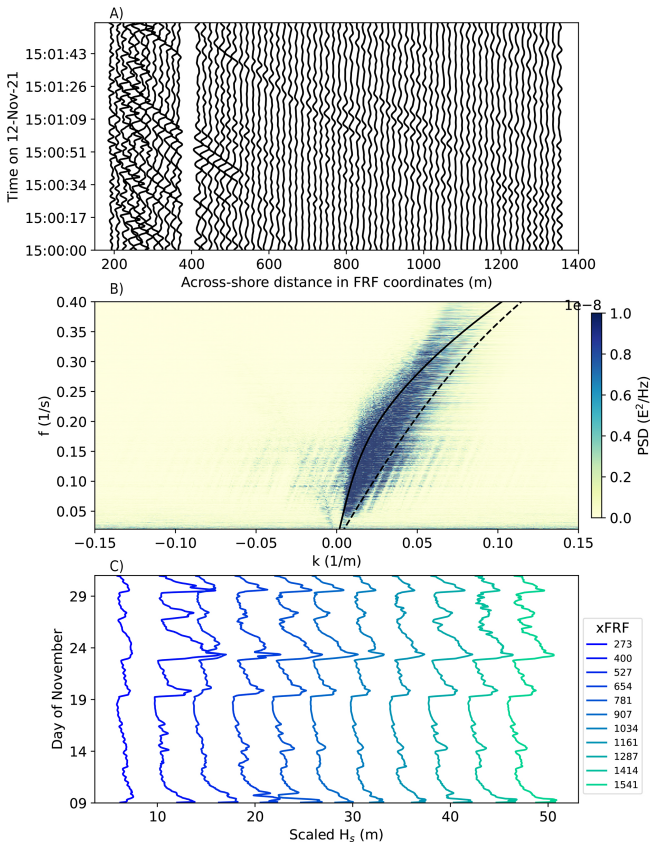 A)
15:01:43
15:01:26
15:01:09
15:00:51
15:00:34
15:00:17
15:00:00
Time on 12-Nov-21
200 400 600 800 1000 1200 1400
Across-shore distance in FRF coordinates (m)
B)
0.40
0.35
0.30
0.25
0.20
0.15
0.10
0.05
f (1/s)
−0.15 −0.10 −0.05 0.00 0.05 0.10 0.15
k (1/m)
1e−8
1.0
0.8
0.6
0.4
0.2
0.0
PSD (E²/Hz)
C)
29
24
19
14
09
Day of November
10 20 30 40 50
Scaled Hₛ (m)
xFRF
273
400
527
654
781
907
1034
1161
1287
1414
1541